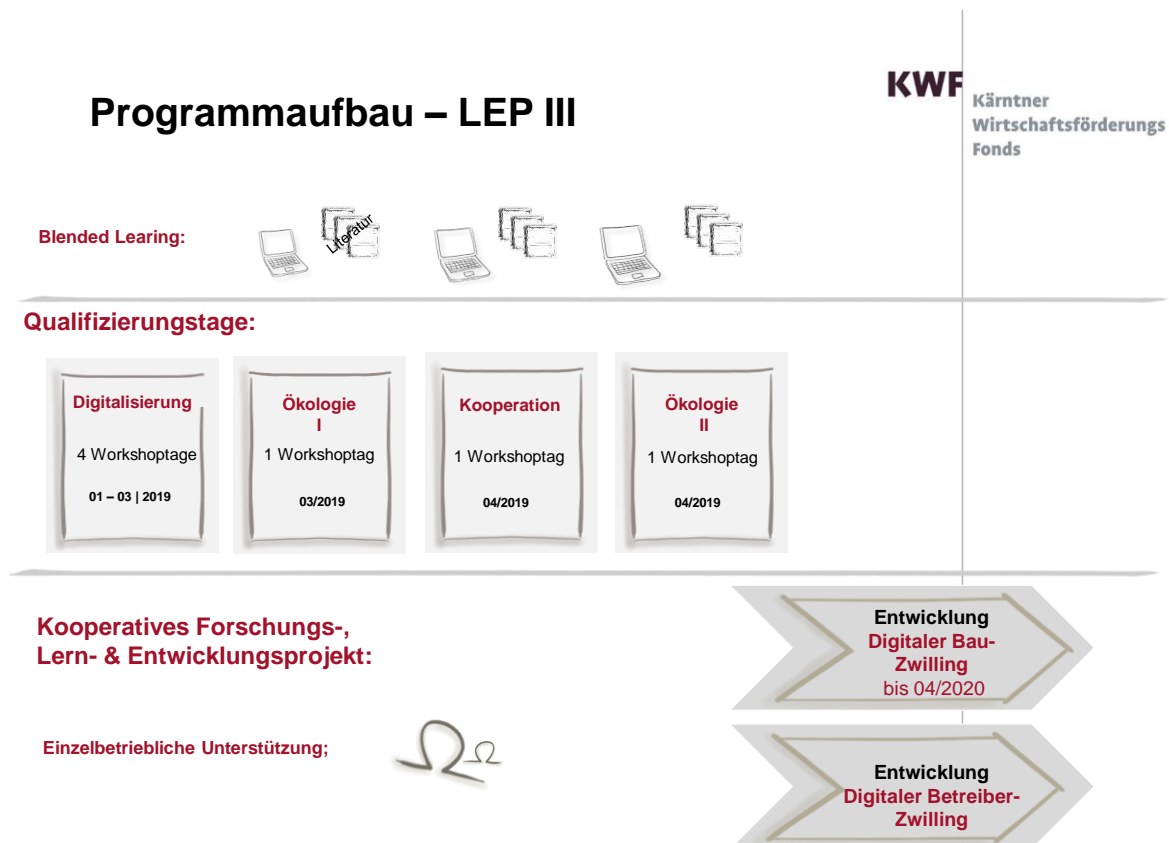 Programmaufbau – LEP III
KWF
Kärntner
Wirtschaftsförderungs
Fonds
Blended Learing:
Literatur
Qualifizierungstage:
Digitalisierung
4 Workshoptage
01 – 03 | 2019
Ökologie
I
1 Workshoptag
03/2019
Kooperation
1 Workshoptag
04/2019
Ökologie
II
1 Workshoptag
04/2019
Kooperatives Forschungs-,
Lern- & Entwicklungsprojekt:
Entwicklung
Digitaler Bau-
Zwilling
bis 04/2020
Einzelbetriebliche Unterstützung;
Entwicklung
Digitaler Betreiber-
Zwilling